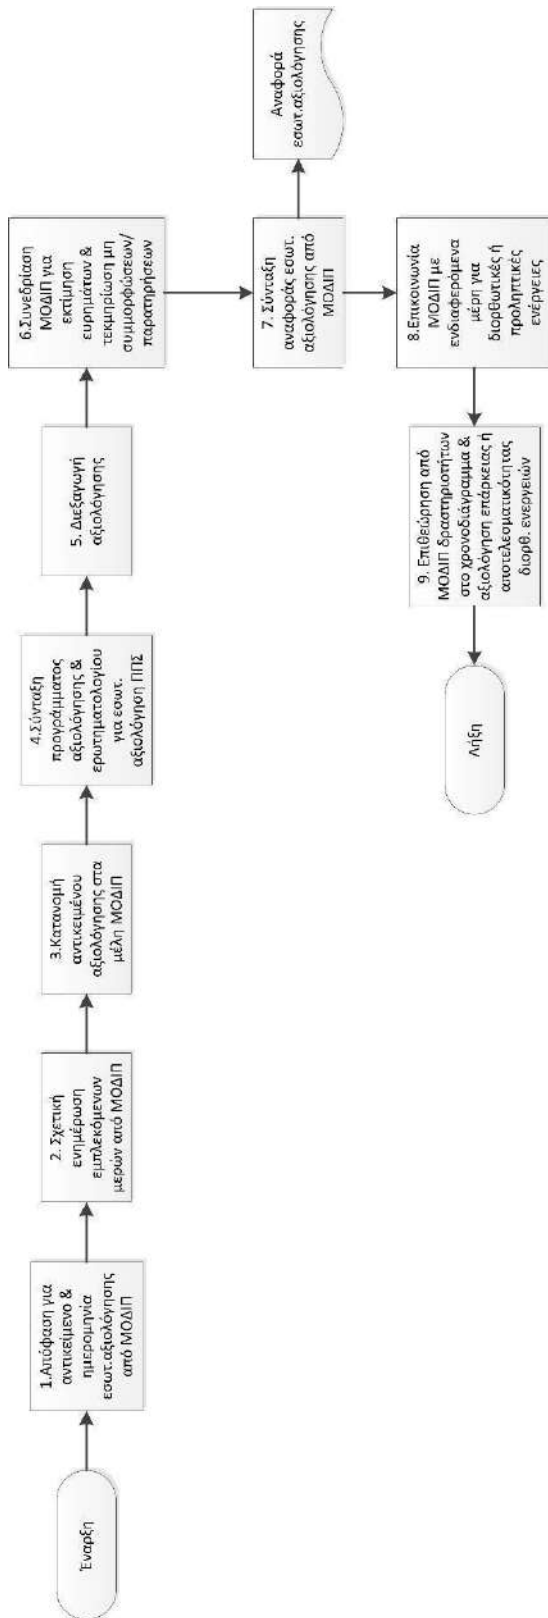 Έναρξη
1.Απόφαση για
αντικείμενο &
ημερομηνία
εσωτ.αξιολόγησης
από ΜΟΔΙΠ
2. Σχετική
ενημέρωση
εμπλεκόμενων
μερών από ΜΟΔΙΠ
3.Κατανομή
αντικειμένου
αξιολόγησης στα
μέλη ΜΟΔΙΠ
4.Σύνταξη
προγράμματος
αξιολόγησης &
ερωτηματολογίου
για εσωτ.
αξιολόγηση ΠΠΣ
5. Διεξαγωγή
αξιολόγησης
6.Συνεδρίαση
ΜΟΔΙΠ για
εκτίμηση
ευρημάτων &
τεκμηρίωση μη
συμμορφώσεων/
παρατηρήσεων
7. Σύνταξη
αναφοράς εσωτ.
αξιολόγησης από
ΜΟΔΙΠ
Αναφορά
εσωτ.αξιολόγησης
8.Επικοινωνία
ΜΟΔΙΠ με
ενδιαφερόμενα
μέρη για
διορθωτικές ή
προληπτικές
ενέργειες
9. Επιθεώρηση από
ΜΟΔΙΠ δραστηριοτήτων
στο χρονοδιάγραμμα &
αξιολόγηση επάρκειας ή
αποτελεσματικότητας
διορθ. ενεργειών
Λήξη